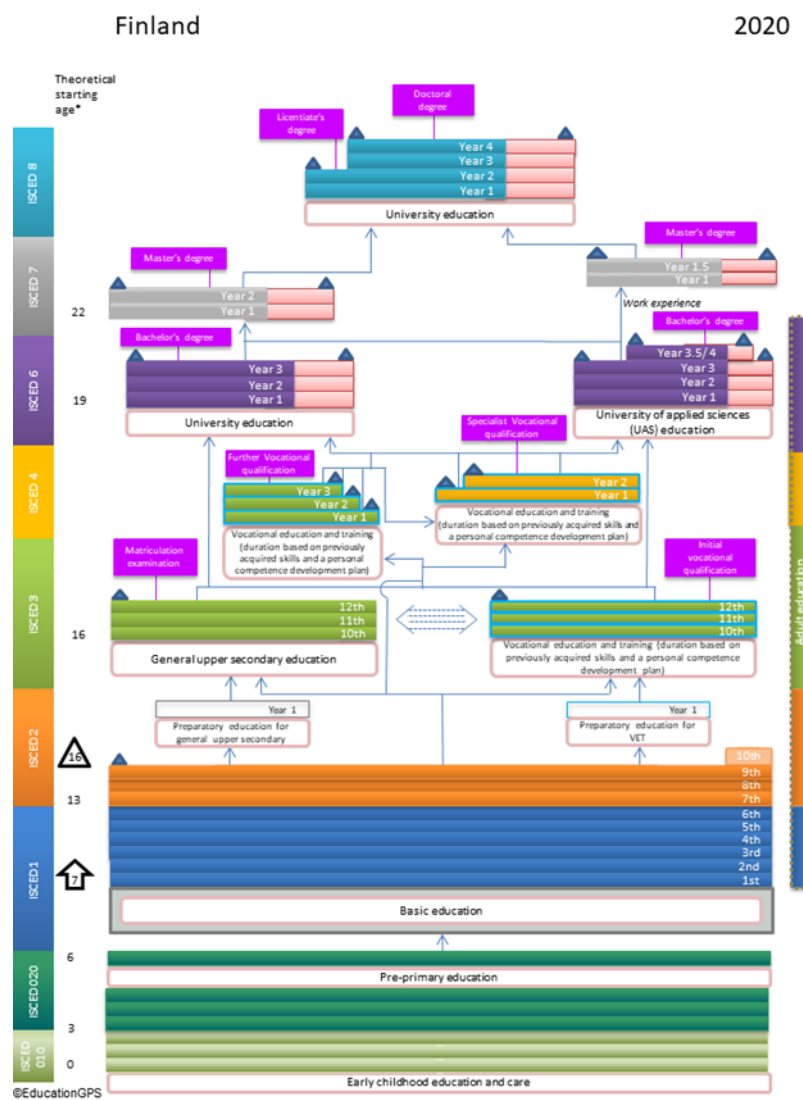 Finland
2020
Theoretical
starting
age*
Doctoral
degree
Licentiate's
degree
Year 4
Year 3
Year 2
Year 1
University education
ISCED 8
Master's degree
Year 2
Year 1
Master's degree
Year 1.5
Year 1
ISCED 7
22
Work experience
Bachelor's degree
Year 3
Year 2
Year 1
University education
Bachelor's degree
Year 3.5/4
Year 3
Year 2
Year 1
University of applied sciences
(UAS) education
ISCED 6
19
Further Vocational
qualification
Year 3
Year 2
Year 1
Vocational education and training
(duration based on previously
acquired skills and a personal
competence development plan)
Specialist Vocational
qualification
Year 2
Year 1
Vocational education and training
(duration based on previously acquired skills and
a personal competence development plan)
ISCED 4
Matriculation
examination
12th
11th
10th
General upper secondary education
Initial
vocational
qualification
12th
11th
10th
Vocational education and training (duration based on
previously acquired skills and a personal competence
development plan)
ISCED 3
16
Adult education
Year 1
Preparatory education for
general upper secondary
Year 1
Preparatory education for
VET
ISCED 2
16
13
10th
9th
8th
7th
6th
5th
4th
3rd
2nd
1st
Basic education
ISCED 1
7
6
Pre-primary education
ISCED 020
3
ISCED
010
0
Early childhood education and care
©EducationGPS